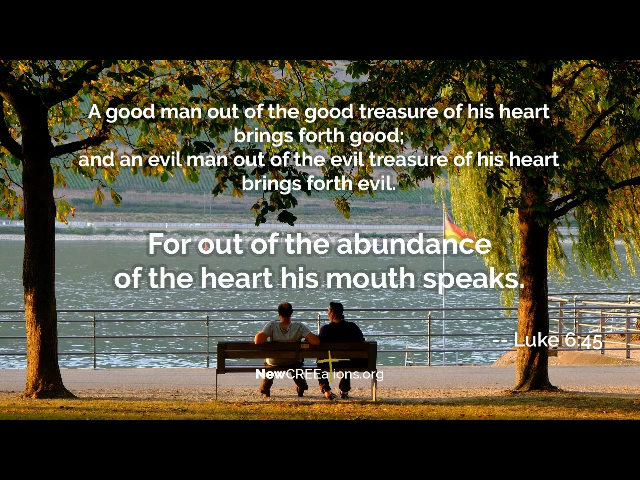 A good man out of the good treasure of his heart
brings forth good;
and an evil man out of the evil treasure of his heart
brings forth evil.
For out of the abundance
of the heart his mouth speaks.
-- Luke 6:45
NewCREEations.org